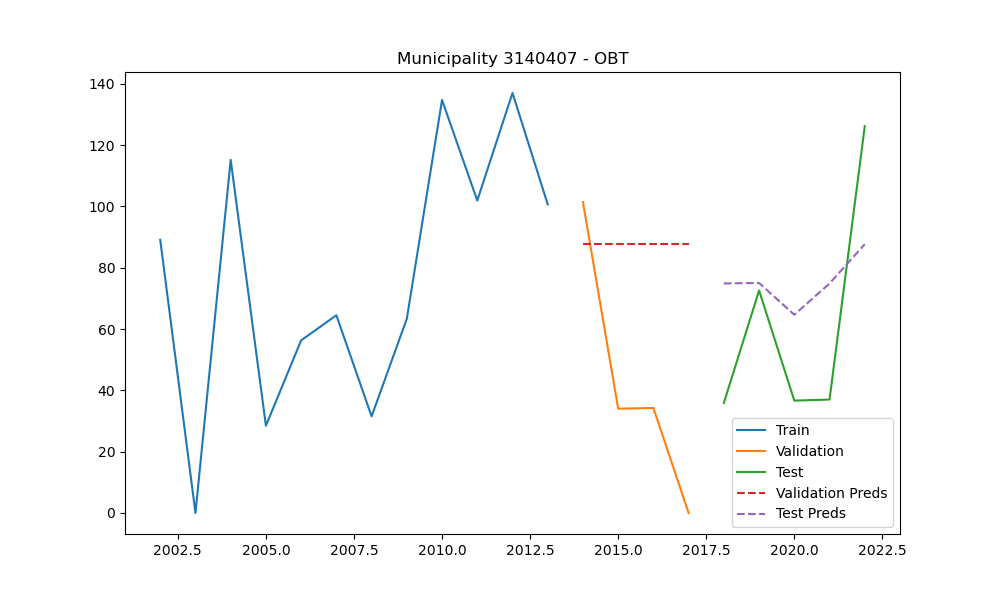 Municipality 3140407 - OBT
140
120
100
80
60
40
20
0
2002.5 2005.0 2007.5 2010.0 2012.5 2015.0 2017.5 2020.0 2022.5
Train
Validation
Test
Validation Preds
Test Preds